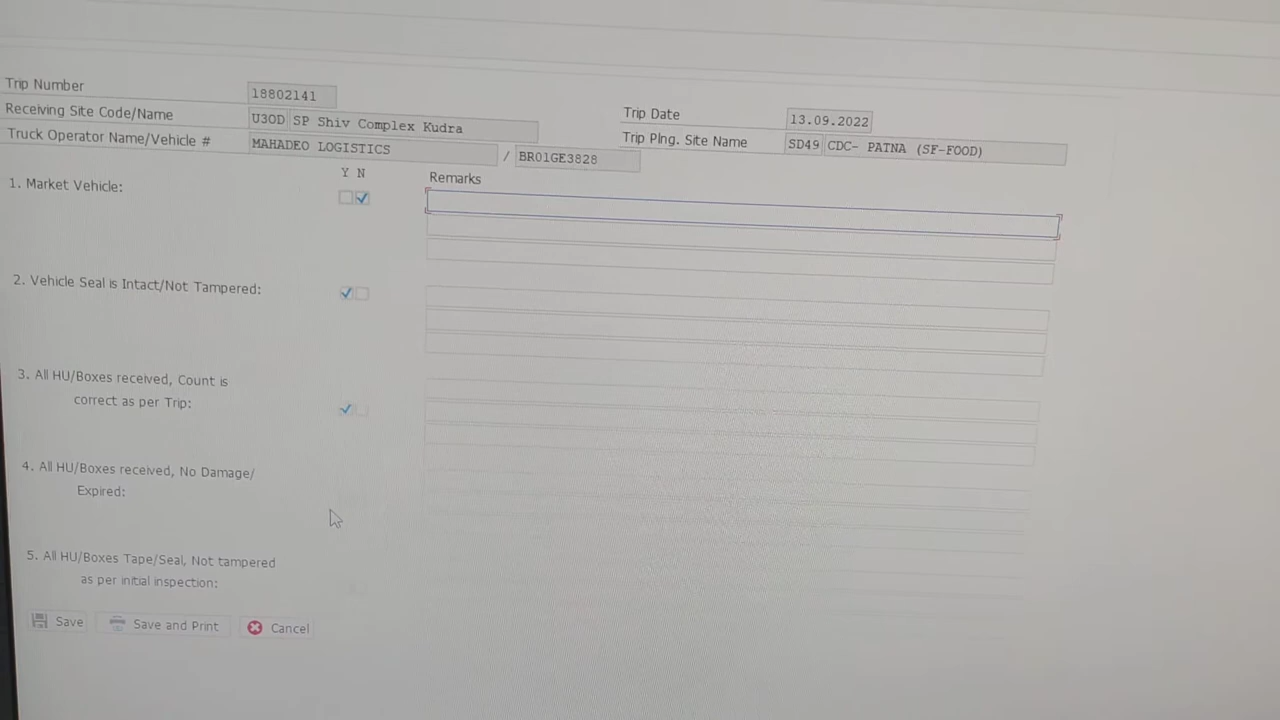 Trip Number 18802141
Trip Date 13.09.2022
Receiving Site Code/Name U3OD SP Shiv Complex Kudra
Trip Plng. Site Name SD49 CDC- PATNA (SF-FOOD)
Truck Operator Name/Vehicle # MAHADEO LOGISTICS / BR01GE3828
Y N Remarks
1. Market Vehicle:
2. Vehicle Seal is Intact/Not Tampered:
3. All HU/Boxes received, Count is
correct as per Trip:
4. All HU/Boxes received, No Damage/
Expired:
5. All HU/Boxes Tape/Seal, Not tampered
as per initial inspection:
Save Save and Print Cancel